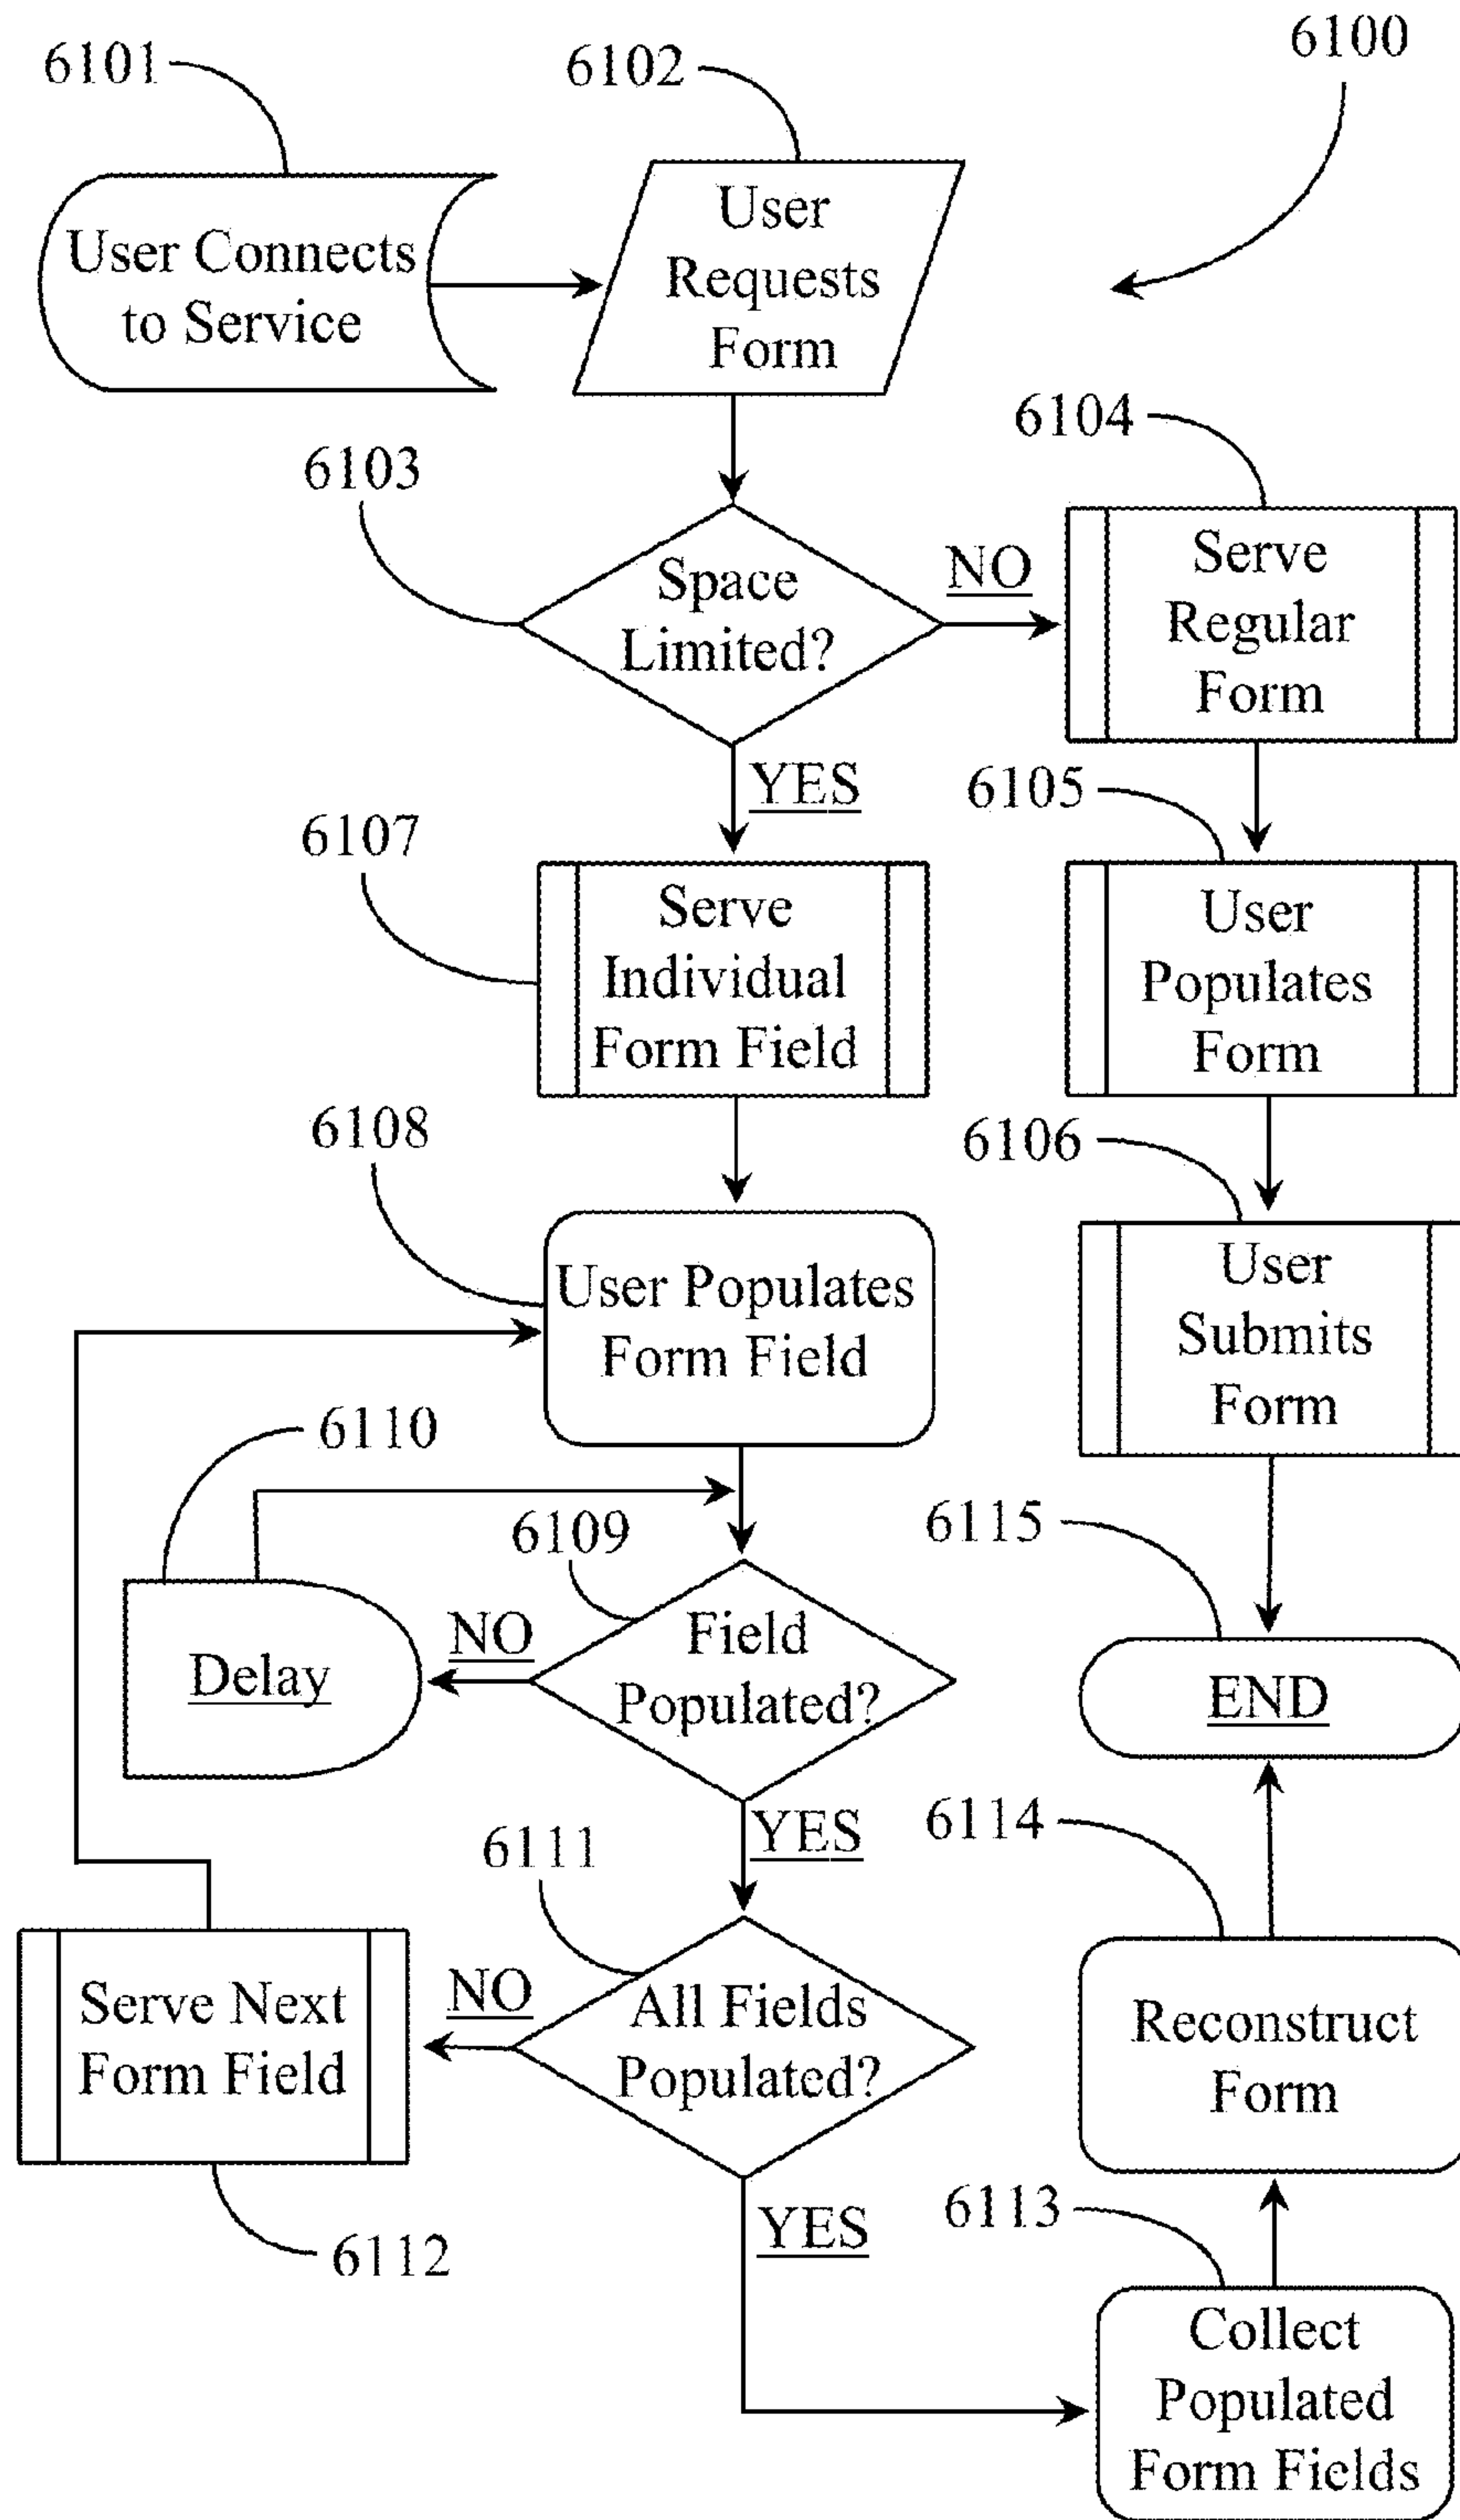 6100
6101
6102
User Connects
to Service
User
Requests
Form
6103
6104
Space
Limited?
NO
Serve
Regular
Form
YES
6105
6107
Serve
Individual
Form Field
User
Populates
Form
6108
6106
User Populates
Form Field
User
Submits
Form
6110
6109
6115
Delay
NO
Field
Populated?
END
YES
6111
6114
Serve Next
Form Field
NO
All Fields
Populated?
Reconstruct
Form
6112
YES
6113
Collect
Populated
Form Fields